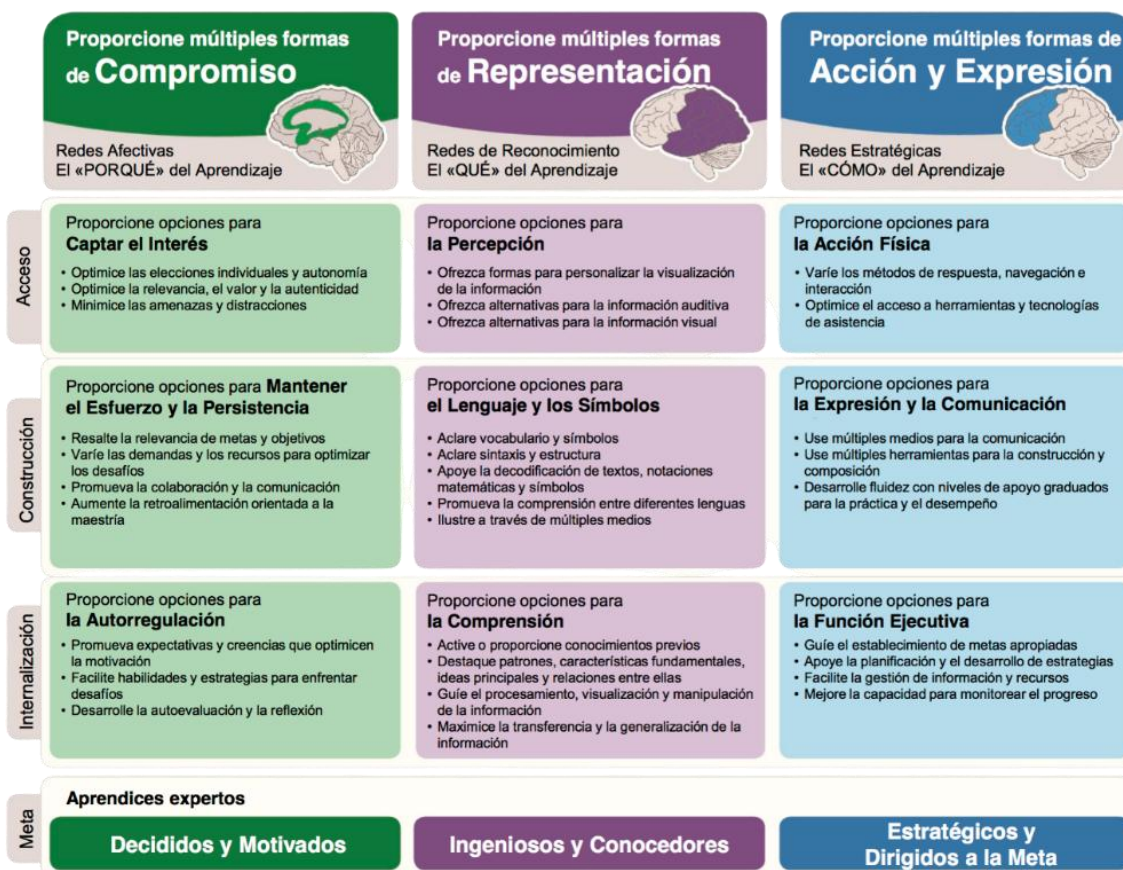 Proporcione múltiples formas
de Compromiso
Redes Afectivas
El «PORQUÉ» del Aprendizaje
Proporcione múltiples formas
de Representación
Redes de Reconocimiento
El «QUÉ» del Aprendizaje
Proporcione múltiples formas de
Acción y Expresión
Redes Estratégicas
El «CÓMO» del Aprendizaje
Acceso
Proporcione opciones para
Captar el Interés
• Optimice las elecciones individuales y autonomía
• Optimice la relevancia, el valor y la autenticidad
• Minimice las amenazas y distracciones
Proporcione opciones para
la Percepción
• Ofrezca formas para personalizar la visualización
de la información
• Ofrezca alternativas para la información auditiva
• Ofrezca alternativas para la información visual
Proporcione opciones para
la Acción Física
• Varíe los métodos de respuesta, navegación e
interacción
• Optimice el acceso a herramientas y tecnologías
de asistencia
Construcción
Proporcione opciones para Mantener
el Esfuerzo y la Persistencia
• Resalte la relevancia de metas y objetivos
• Varíe las demandas y los recursos para optimizar
los desafíos
• Promueva la colaboración y la comunicación
• Aumente la retroalimentación orientada a la
maestría
Proporcione opciones para
el Lenguaje y los Símbolos
• Aclare vocabulario y símbolos
• Aclare sintaxis y estructura
• Apoye la decodificación de textos, notaciones
matemáticas y símbolos
• Promueva la comprensión entre diferentes lenguas
• Ilustre a través de múltiples medios
Proporcione opciones para
la Expresión y la Comunicación
• Use múltiples medios para la comunicación
• Use múltiples herramientas para la construcción y
composición
• Desarrolle fluidez con niveles de apoyo graduados
para la práctica y el desempeño
Internalización
Proporcione opciones para
la Autorregulación
• Promueva expectativas y creencias que optimicen
la motivación
• Facilite habilidades y estrategias para enfrentar
desafíos
• Desarrolle la autoevaluación y la reflexión
Proporcione opciones para
la Comprensión
• Active o proporcione conocimientos previos
• Destaque patrones, características fundamentales,
ideas principales y relaciones entre ellas
• Guíe el procesamiento, visualización y manipulación
de la información
• Maximice la transferencia y la generalización de la
información
Proporcione opciones para
la Función Ejecutiva
• Guíe el establecimiento de metas apropiadas
• Apoye la planificación y el desarrollo de estrategias
• Facilite la gestión de información y recursos
• Mejore la capacidad para monitorear el progreso
Meta
Aprendices expertos
Decididos y Motivados
Ingeniosos y Conocedores
Estratégicos y
Dirigidos a la Meta